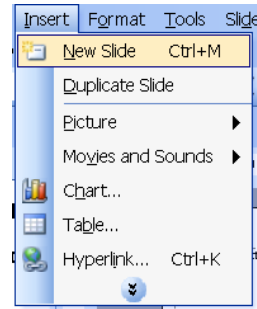 Insert Format Tools Slide
New Slide Ctrl+M
Duplicate Slide
Picture
Movies and Sounds
Chart...
Table...
Hyperlink... Ctrl+K